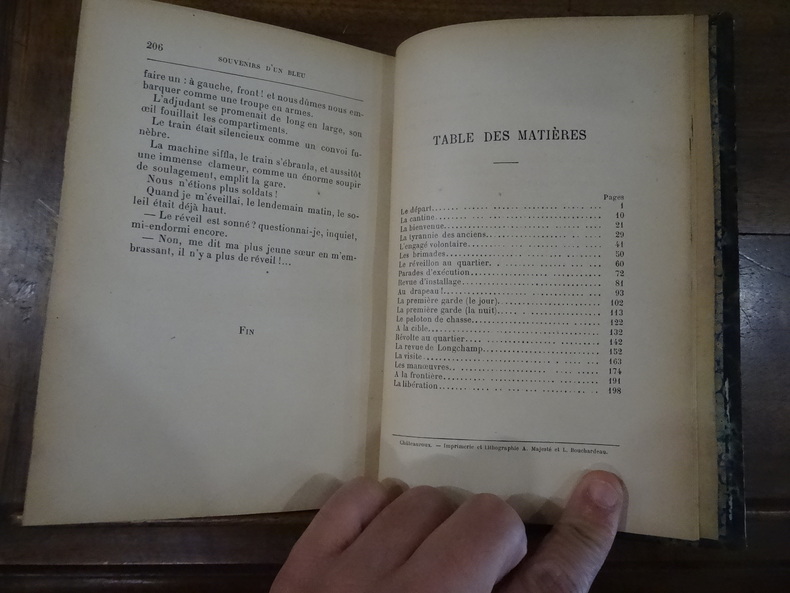 206
SOUVENIRS D'UN BLEU
faire un : à gauche, front ! et nous dûmes nous em-
barquer comme une troupe en armes.
L'adjudant se promenait de long en large, son
œil fouillait les compartiments.
Le train était silencieux comme un convoi fu-
nèbre.
La machine siffla, le train s'ébranla, et aussitôt
une immense clameur, comme un énorme soupir
de soulagement, emplit la gare.
Nous n'étions plus soldats !
Quand je m'éveillai, le lendemain matin, le so-
leil était déjà haut.
— Le réveil est sonné ? questionnai-je, inquiet,
mi-endormi encore.
— Non, me dit ma plus jenne sœur en m'em-
brassant, il n'y a plus de réveil !...
FIN
TABLE DES MATIÈRES
Pages
Le départ........ 1
La cantine........ 10
La bienvenue........ 21
La tyrannie des anciens........ 29
L'engagé volontaire........ 41
Les brimades........ 50
Le réveillon au quartier........ 60
Parades d'exécution........ 72
Revue d'installage........ 81
Au drapeau !........ 93
La première garde (le jour)........ 102
La première garde (la nuit)........ 113
Le peloton de chasse........ 122
A la cible........ 132
Révolte au quartier........ 142
La revue de Longchamp........ 152
La visite........ 163
Les manœuvres........ 174
A la frontière........ 191
La libération........ 198
Châteauroux. — Imprimerie et Lithographie A. Majesté et L. Bouchardeau.